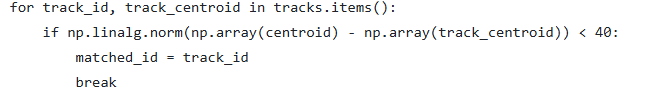 for track_id, track_centroid in tracks.items():
    if np.linalg.norm(np.array(centroid) - np.array(track_centroid)) < 40:
        matched_id = track_id
        break